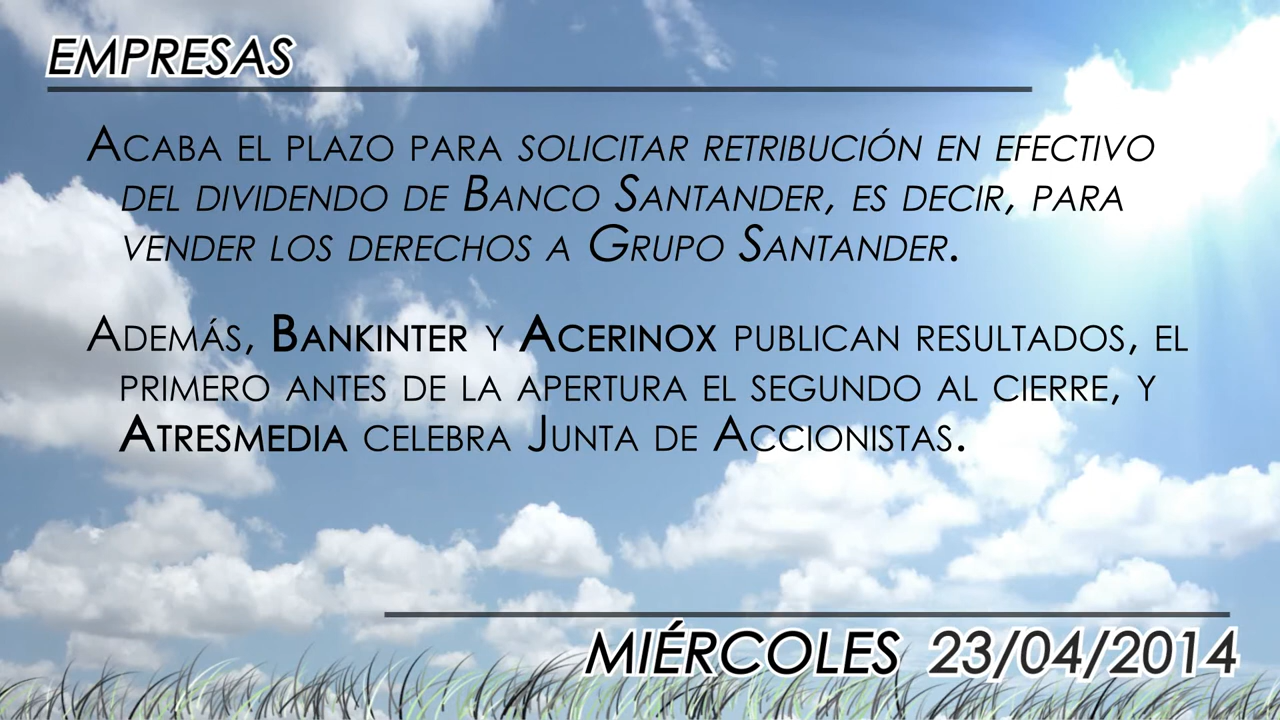 EMPRESAS
Acaba el plazo para solicitar retribución en efectivo
del dividendo de Banco Santander, es decir, para
vender los derechos a Grupo Santander.
Además, Bankinter y Acerinox publican resultados, el
primero antes de la apertura el segundo al cierre, y
Atresmedia celebra Junta de Accionistas.
MIÉRCOLES 23/04/2014